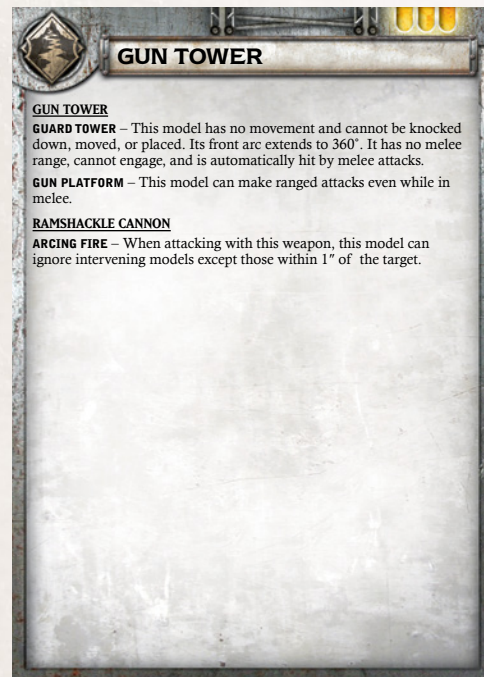 GUN TOWER
GUN TOWER
GUARD TOWER – This model has no movement and cannot be knocked
down, moved, or placed. Its front arc extends to 360°. It has no melee
range, cannot engage, and is automatically hit by melee attacks.
GUN PLATFORM – This model can make ranged attacks even while in
melee.
RAMSHACKLE CANNON
ARCING FIRE – When attacking with this weapon, this model can
ignore intervening models except those within 1″ of the target.